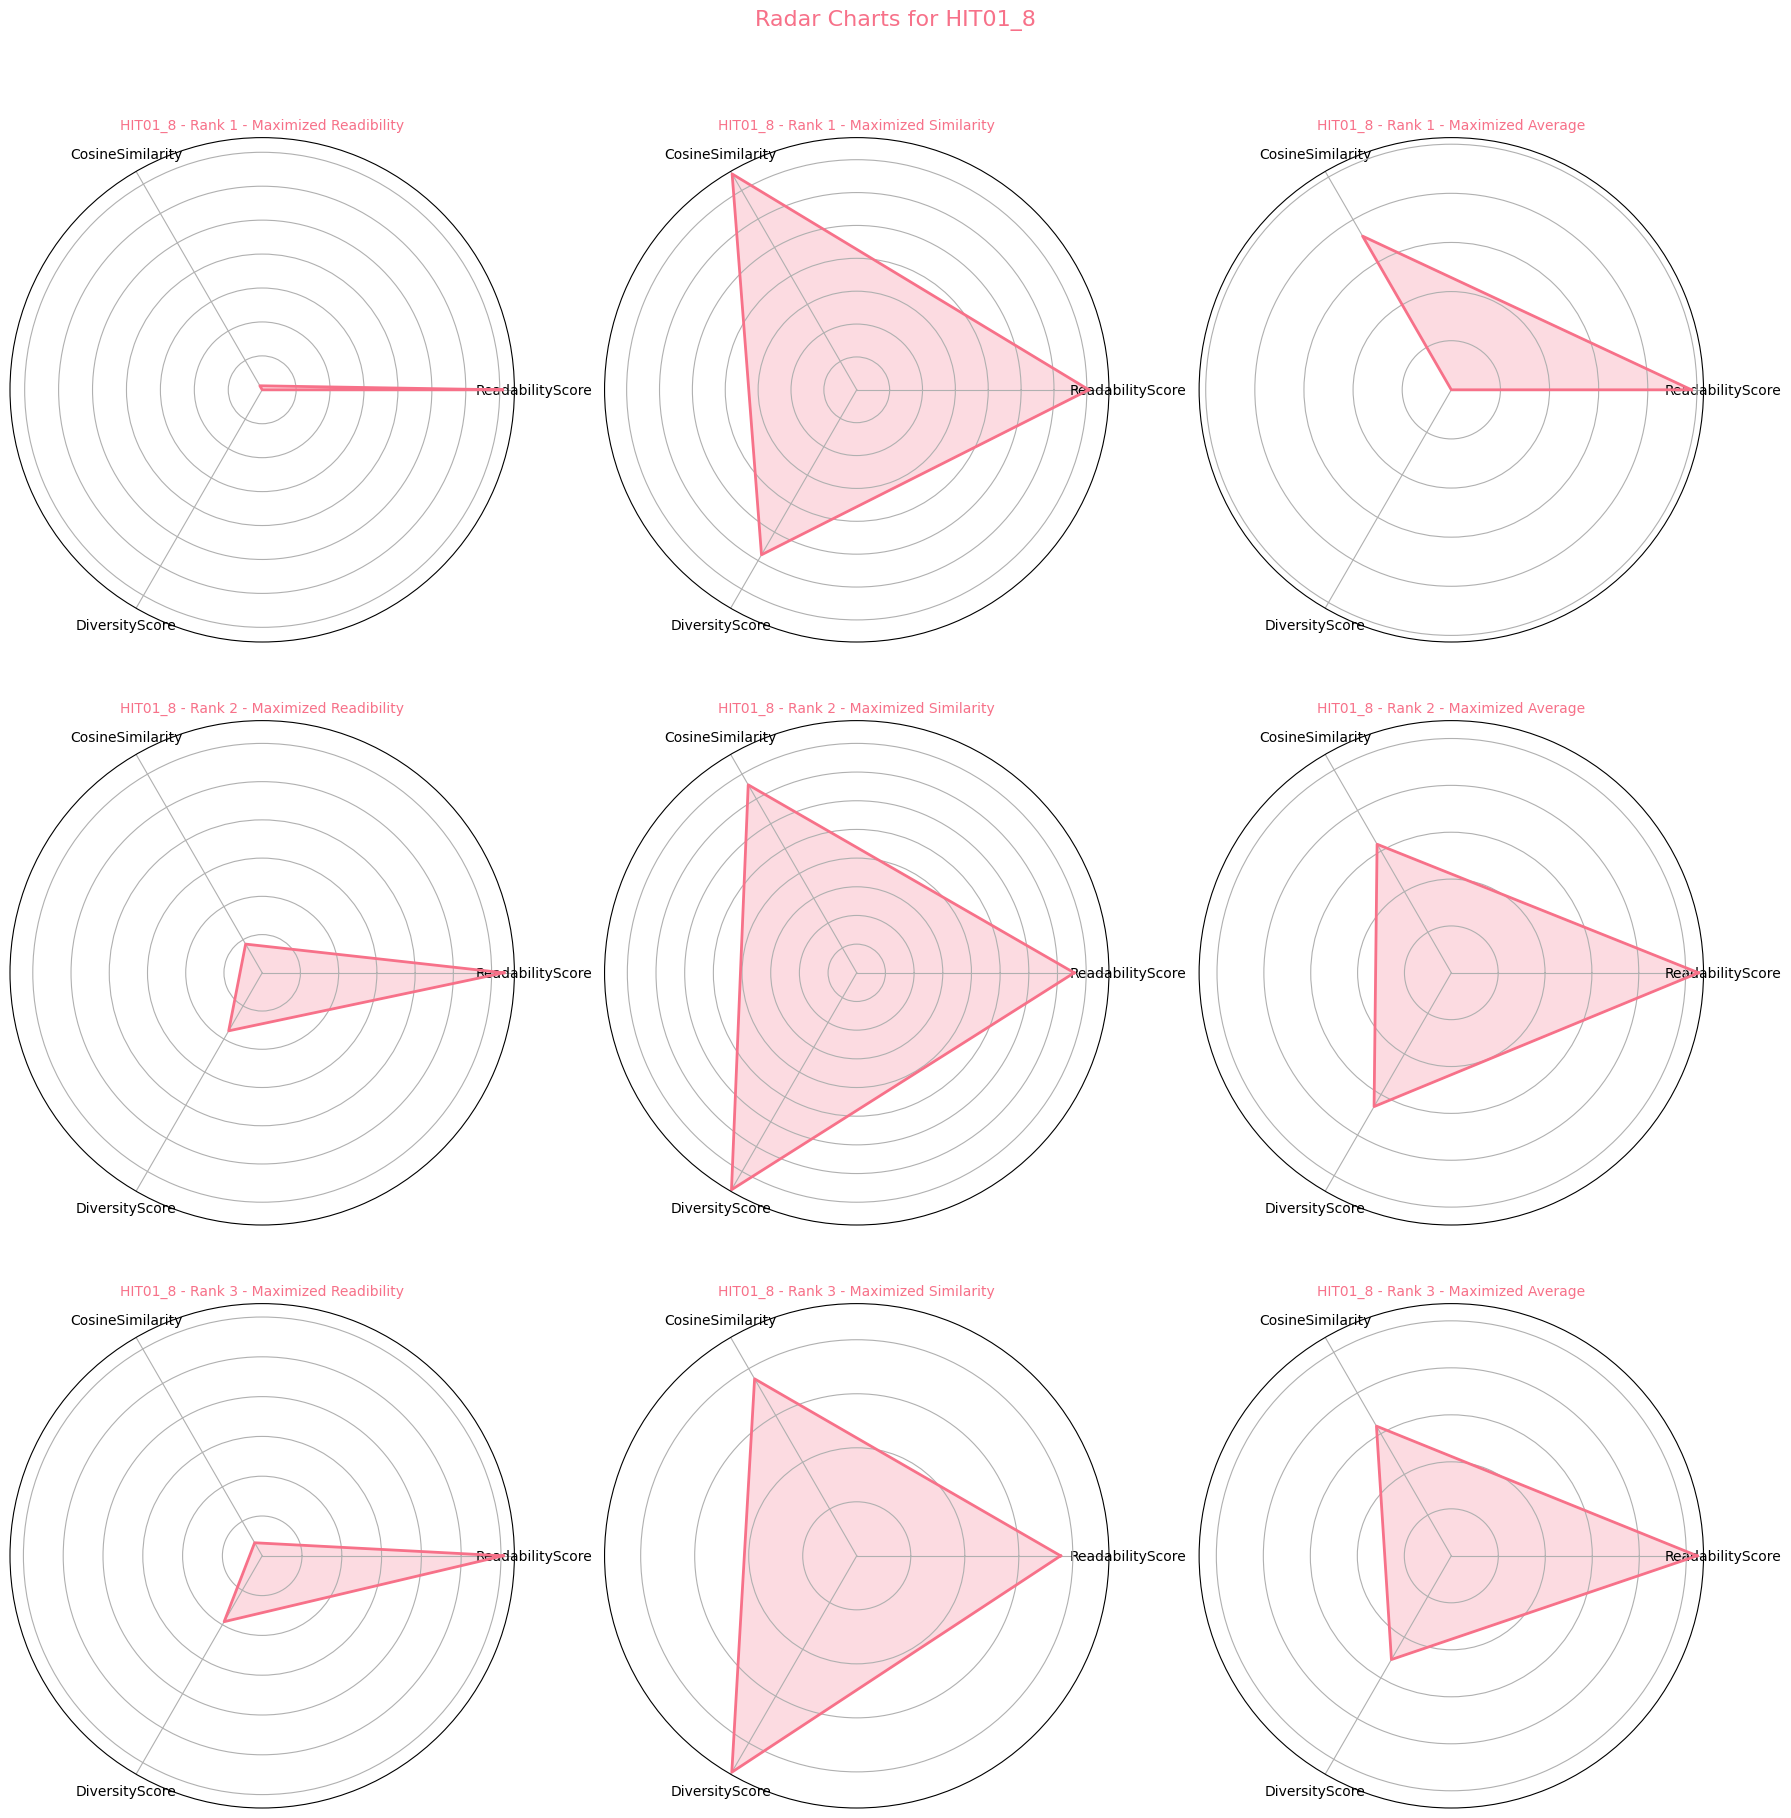 Radar Charts for HIT01_8
HIT01_8 - Rank 1 - Maximized Readibility
CosineSimilarity
ReadabilityScore
DiversityScore
HIT01_8 - Rank 1 - Maximized Similarity
CosineSimilarity
ReadabilityScore
DiversityScore
HIT01_8 - Rank 1 - Maximized Average
CosineSimilarity
ReadabilityScore
DiversityScore
HIT01_8 - Rank 2 - Maximized Readibility
CosineSimilarity
ReadabilityScore
DiversityScore
HIT01_8 - Rank 2 - Maximized Similarity
CosineSimilarity
ReadabilityScore
DiversityScore
HIT01_8 - Rank 2 - Maximized Average
CosineSimilarity
ReadabilityScore
DiversityScore
HIT01_8 - Rank 3 - Maximized Readibility
CosineSimilarity
ReadabilityScore
DiversityScore
HIT01_8 - Rank 3 - Maximized Similarity
CosineSimilarity
ReadabilityScore
DiversityScore
HIT01_8 - Rank 3 - Maximized Average
CosineSimilarity
ReadabilityScore
DiversityScore